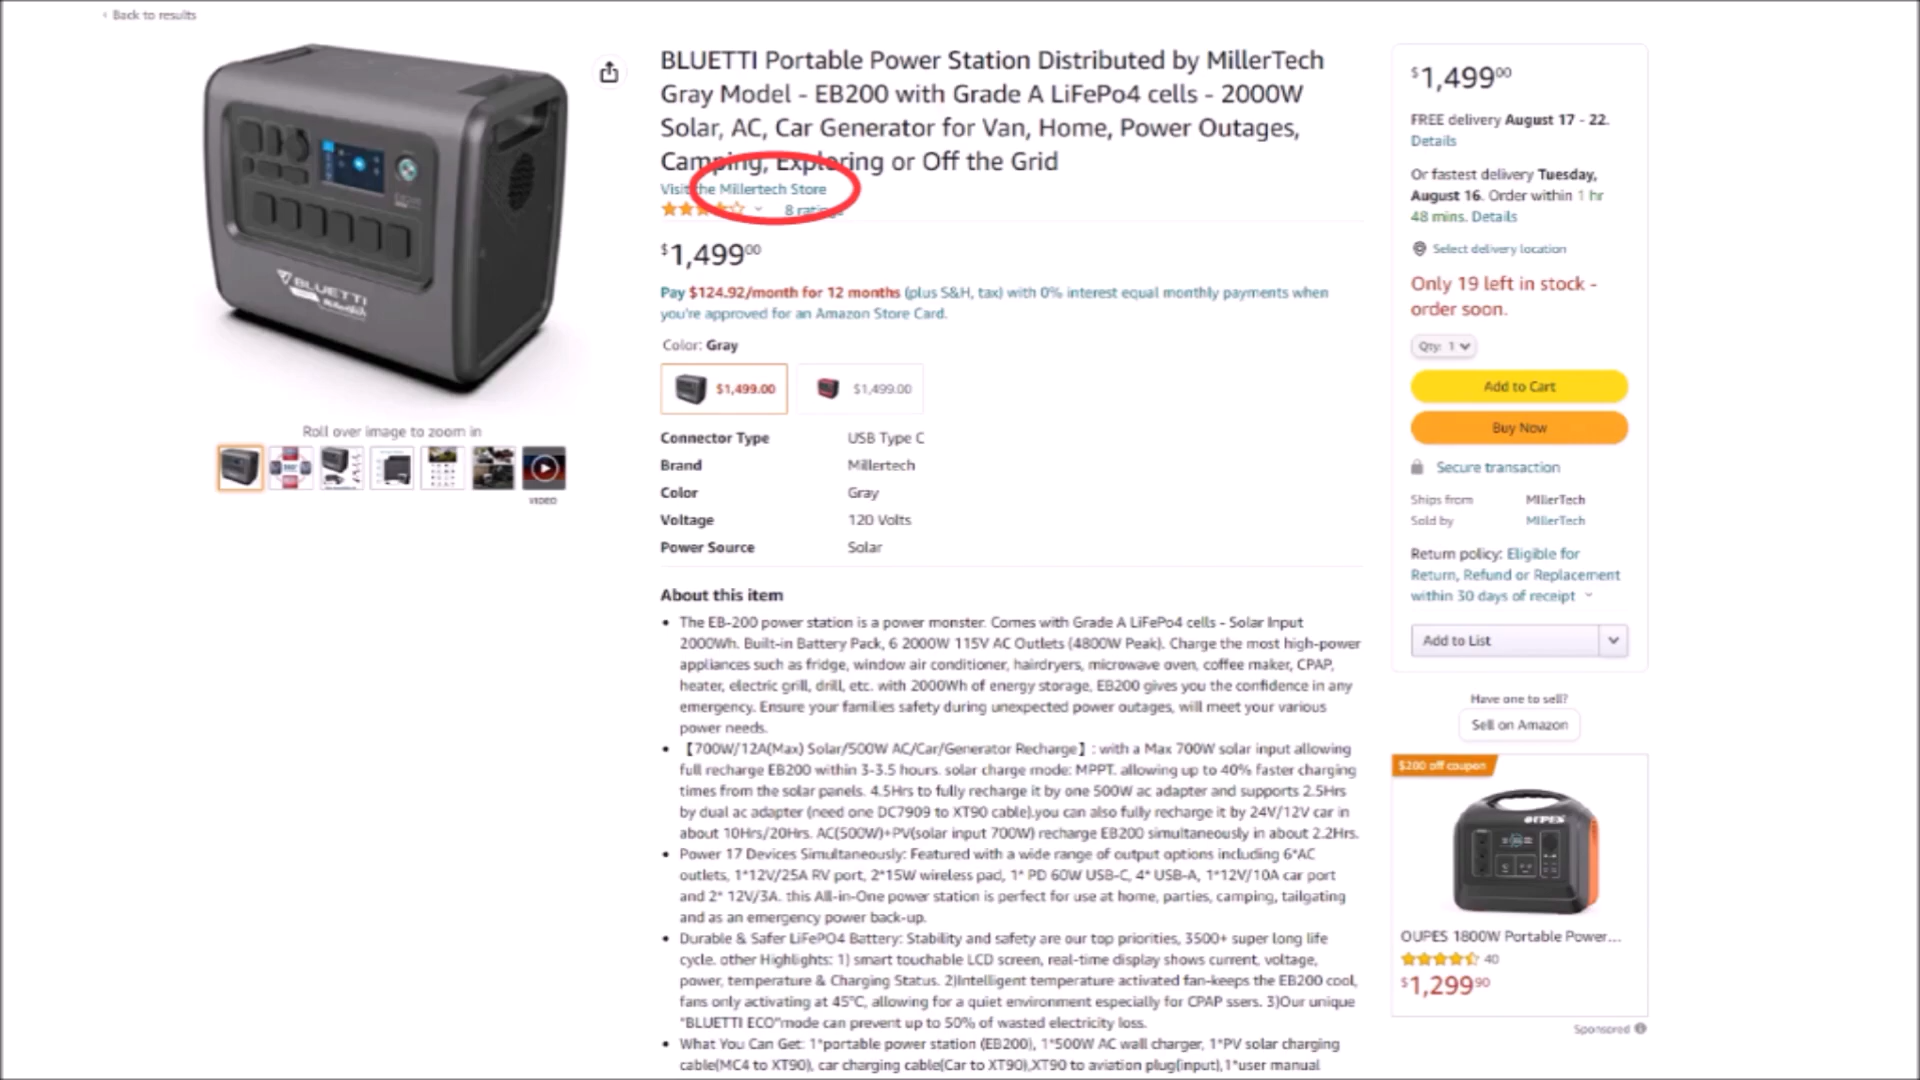 ‹ Back to results
BLUETTI Portable Power Station Distributed by MillerTech
Gray Model - EB200 with Grade A LiFePo4 cells - 2000W
Solar, AC, Car Generator for Van, Home, Power Outages,
Camping, Exploring or Off the Grid
Visit the Millertech Store
8 ratings
$1,499.00
Pay $124.92/month for 12 months (plus S&H, tax) with 0% interest equal monthly payments when
you're approved for an Amazon Store Card.
Color: Gray
$1,499.00 $1,499.00
Connector Type USB Type C
Brand Millertech
Color Gray
Voltage 120 Volts
Power Source Solar
About this item
• The EB-200 power station is a power monster. Comes with Grade A LiFePo4 cells - Solar Input
2000Wh. Built-in Battery Pack, 6 2000W 115V AC Outlets (4800W Peak). Charge the most high-power
appliances such as fridge, window air conditioner, hairdryers, microwave oven, coffee maker, CPAP,
heater, electric grill, drill, etc. with 2000Wh of energy storage, EB200 gives you the confidence in any
emergency. Ensure your families safety during unexpected power outages, will meet your various
power needs.
• 【700W/12A(Max) Solar/500W AC/Car/Generator Recharge】: with a Max 700W solar input allowing
full recharge EB200 within 3-3.5 hours. solar charge mode: MPPT. allowing up to 40% faster charging
times from the solar panels. 4.5Hrs to fully recharge it by one 500W ac adapter and supports 2.5Hrs
by dual ac adapter (need one DC7909 to XT90 cable).you can also fully recharge it by 24V/12V car in
about 10Hrs/20Hrs. AC(500W)+PV(solar input 700W) recharge EB200 simultaneously in about 2.2Hrs.
• Power 17 Devices Simultaneously: Featured with a wide range of output options including 6*AC
outlets, 1*12V/25A RV port, 2*15W wireless pad, 1* PD 60W USB-C, 4* USB-A, 1*12V/10A car port
and 2* 12V/3A. this All-in-One power station is perfect for use at home, parties, camping, tailgating
and as an emergency power back-up.
• Durable & Safer LiFePO4 Battery: Stability and safety are our top priorities, 3500+ super long life
cycle. other Highlights: 1) smart touchable LCD screen, real-time display shows current, voltage,
power, temperature & Charging Status. 2)Intelligent temperature activated fan-keeps the EB200 cool,
fans only activating at 45℃, allowing for a quiet environment especially for CPAP ssers. 3)Our unique
"BLUETTI ECO"mode can prevent up to 50% of wasted electricity loss.
• What You Can Get: 1*portable power station (EB200), 1*500W AC wall charger, 1*PV solar charging
cable(MC4 to XT90), car charging cable(Car to XT90),XT90 to aviation plug(input),1*user manual
BLUETTI
Roll over image to zoom in
VIDEO
$1,499.00
FREE delivery August 17 - 22.
Details
Or fastest delivery Tuesday,
August 16. Order within 1 hr
48 mins. Details
Select delivery location
Only 19 left in stock -
order soon.
Qty: 1
Add to Cart
Buy Now
Secure transaction
Ships from MillerTech
Sold by MillerTech
Return policy: Eligible for
Return, Refund or Replacement
within 30 days of receipt
Add to List
Have one to sell?
Sell on Amazon
$200 off coupon
OUPES
OUPES 1800W Portable Power...
40
$1,299.90
Sponsored